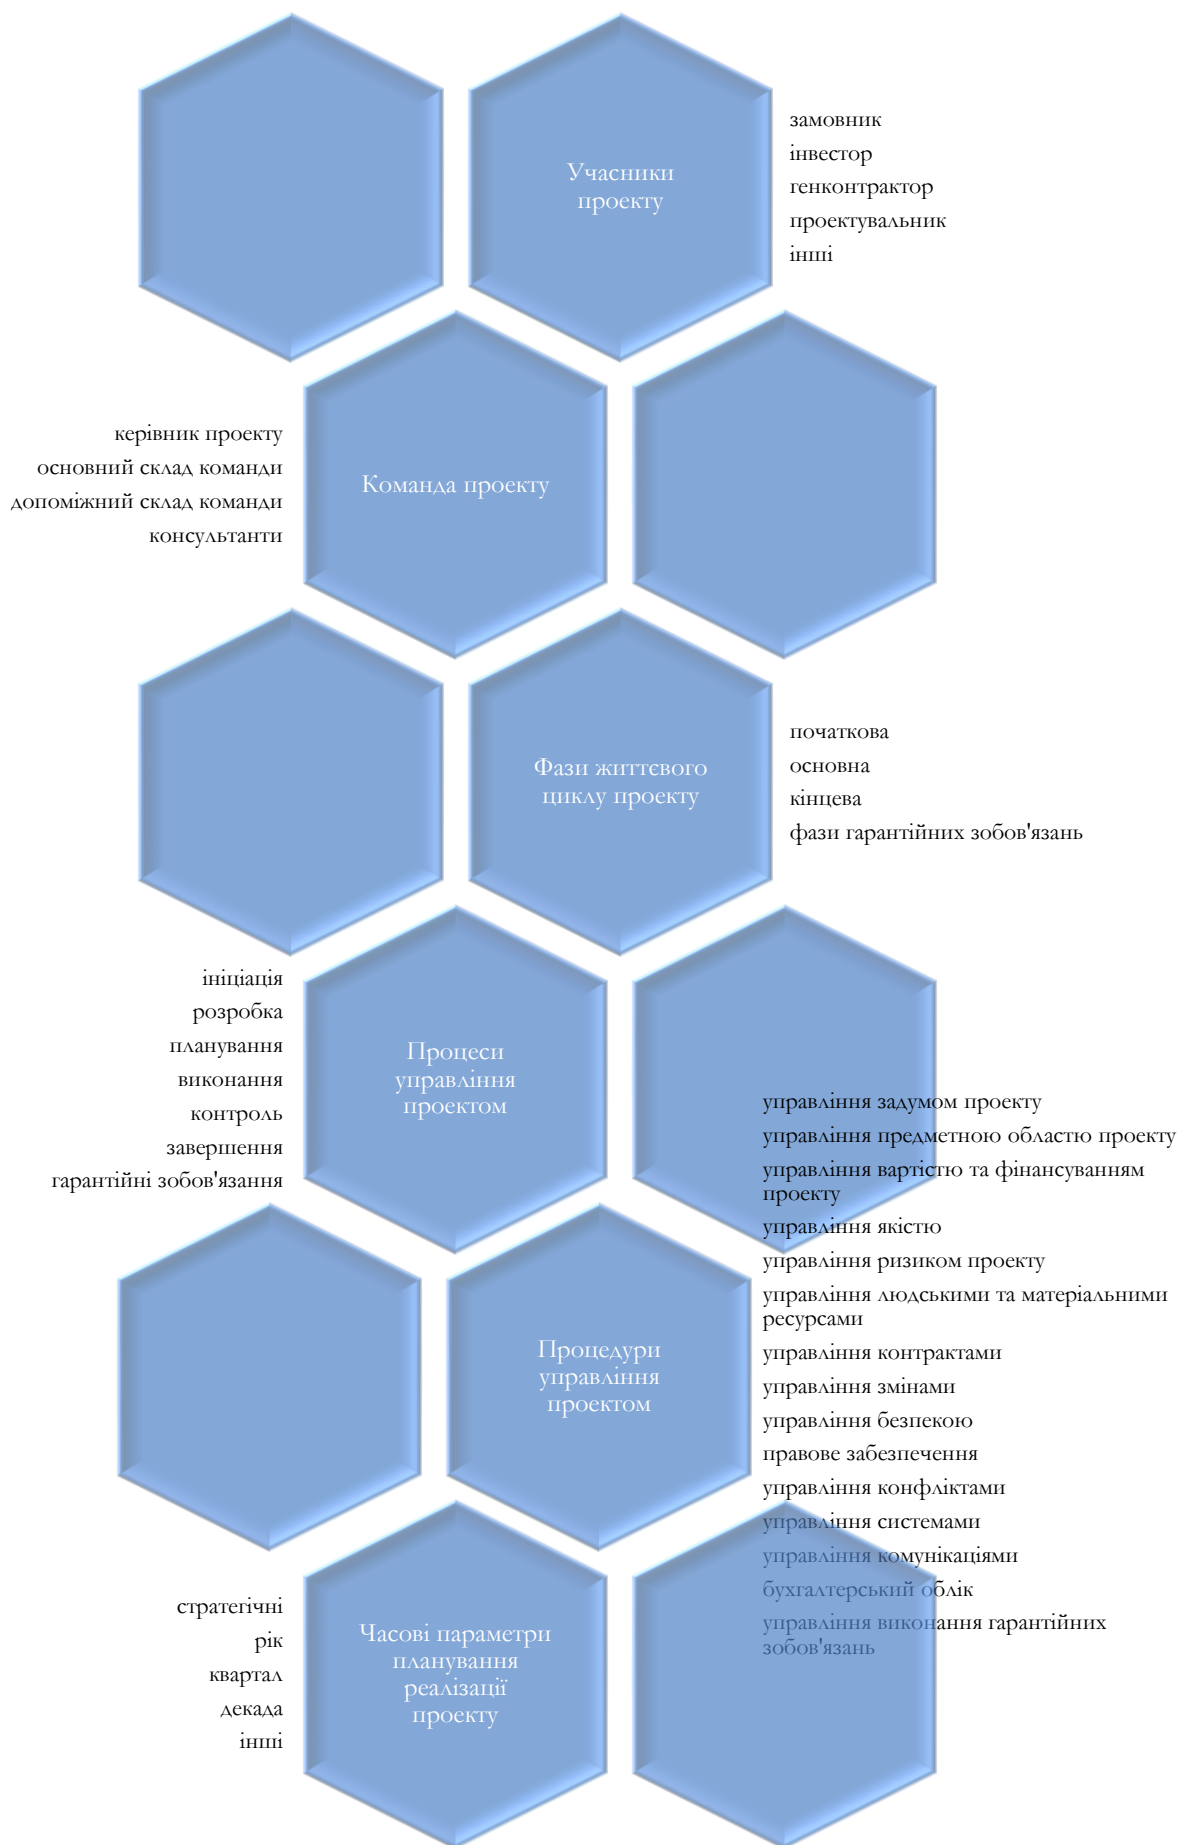 Учасники
проекту
замовник
інвестор
генконтрактор
проектувальник
інші
керівник проекту
основний склад команди
допоміжний склад команди
консультанти
Команда проекту
Фази життєвого
циклу проекту
початкова
основна
кінцева
фази гарантійних зобов'язань
ініціація
розробка
планування
виконання
контроль
завершення
гарантійні зобов'язання
Процеси
управління
проектом
Процедури
управління
проектом
управління задумом проекту
управління предметною областю проекту
управління вартістю та фінансуванням
проекту
управління якістю
управління ризиком проекту
управління людськими та матеріальними
ресурсами
управління контрактами
управління змінами
управління безпекою
правове забезпечення
управління конфліктами
управління системами
управління комунікаціями
бухгалтерський облік
управління виконання гарантійних
зобов'язань
стратегічні
рік
квартал
декада
інші
Часові параметри
планування
реалізації
проекту